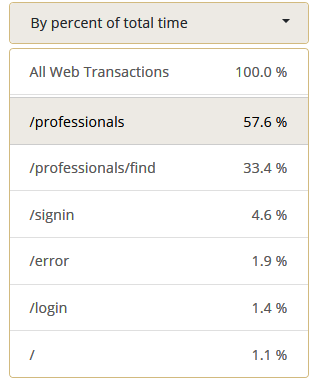 By percent of total time
All Web Transactions 100.0 %
/professionals 57.6 %
/professionals/find 33.4 %
/signin 4.6 %
/error 1.9 %
/login 1.4 %
/ 1.1 %